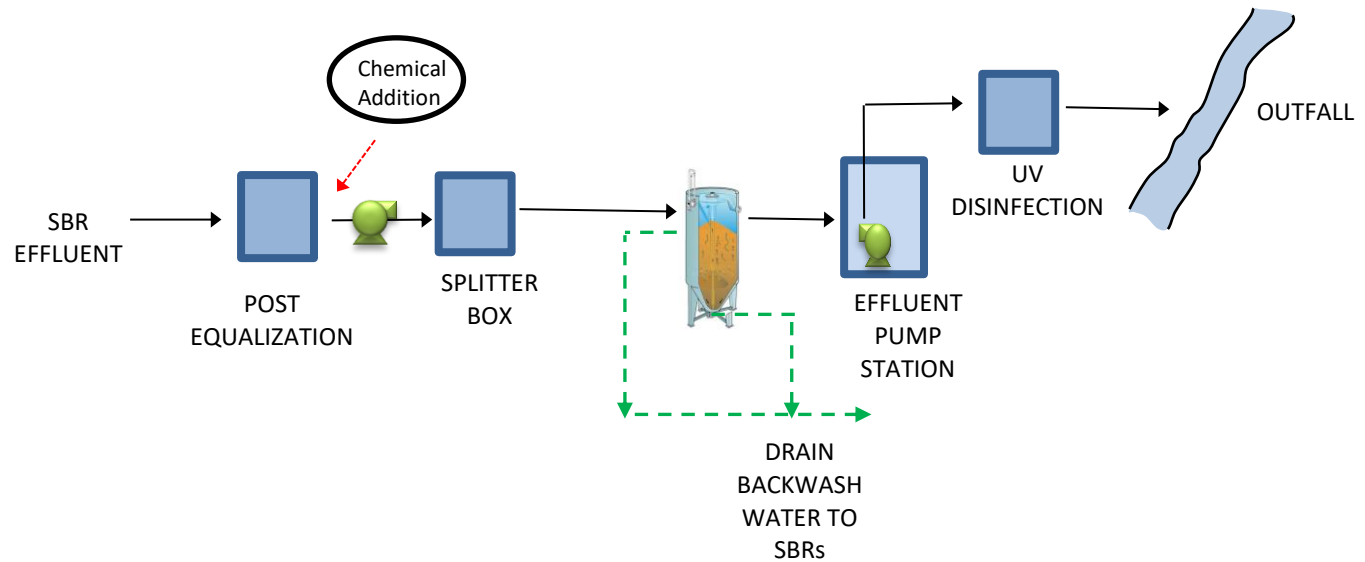 SBR
EFFLUENT
POST
EQUALIZATION
Chemical
Addition
SPLITTER
BOX
DRAIN
BACKWASH
WATER TO
SBRs
EFFLUENT
PUMP
STATION
UV
DISINFECTION
OUTFALL